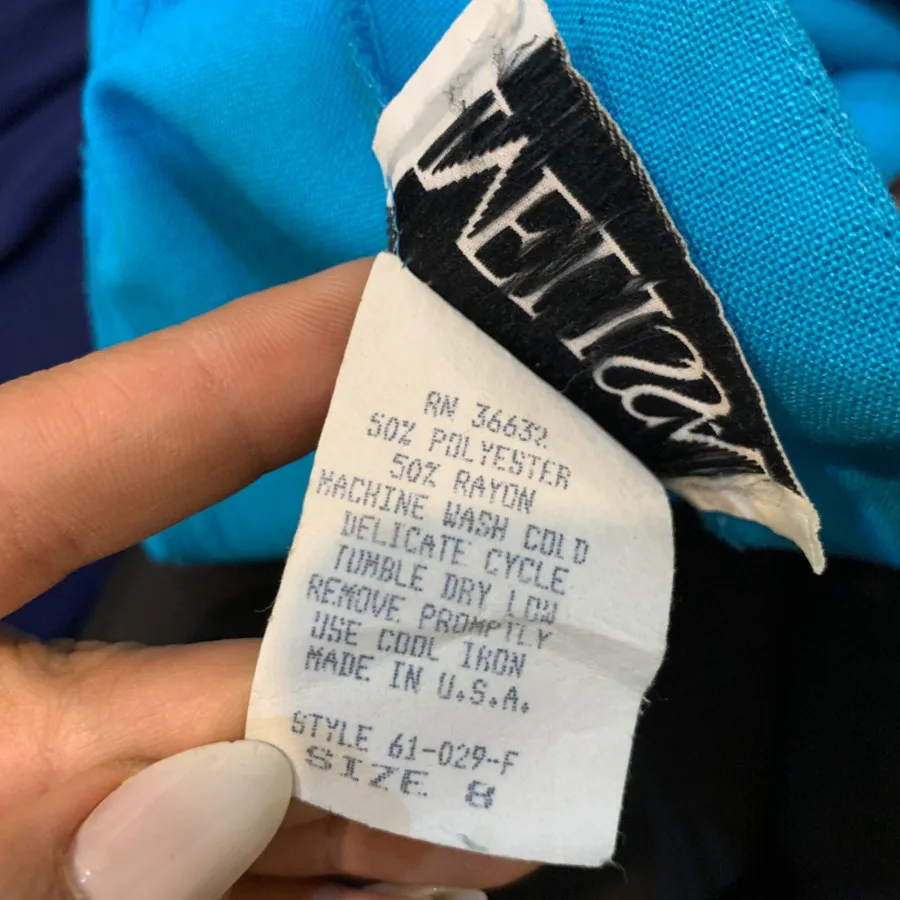 RN 36632
50% POLYESTER
50% RAYON
MACHINE WASH COLD
DELICATE CYCLE
TUMBLE DRY LOW
REMOVE PROMPTLY
USE COOL IRON
MADE IN U.S.A.
STYLE 61-029-F
SIZE 8